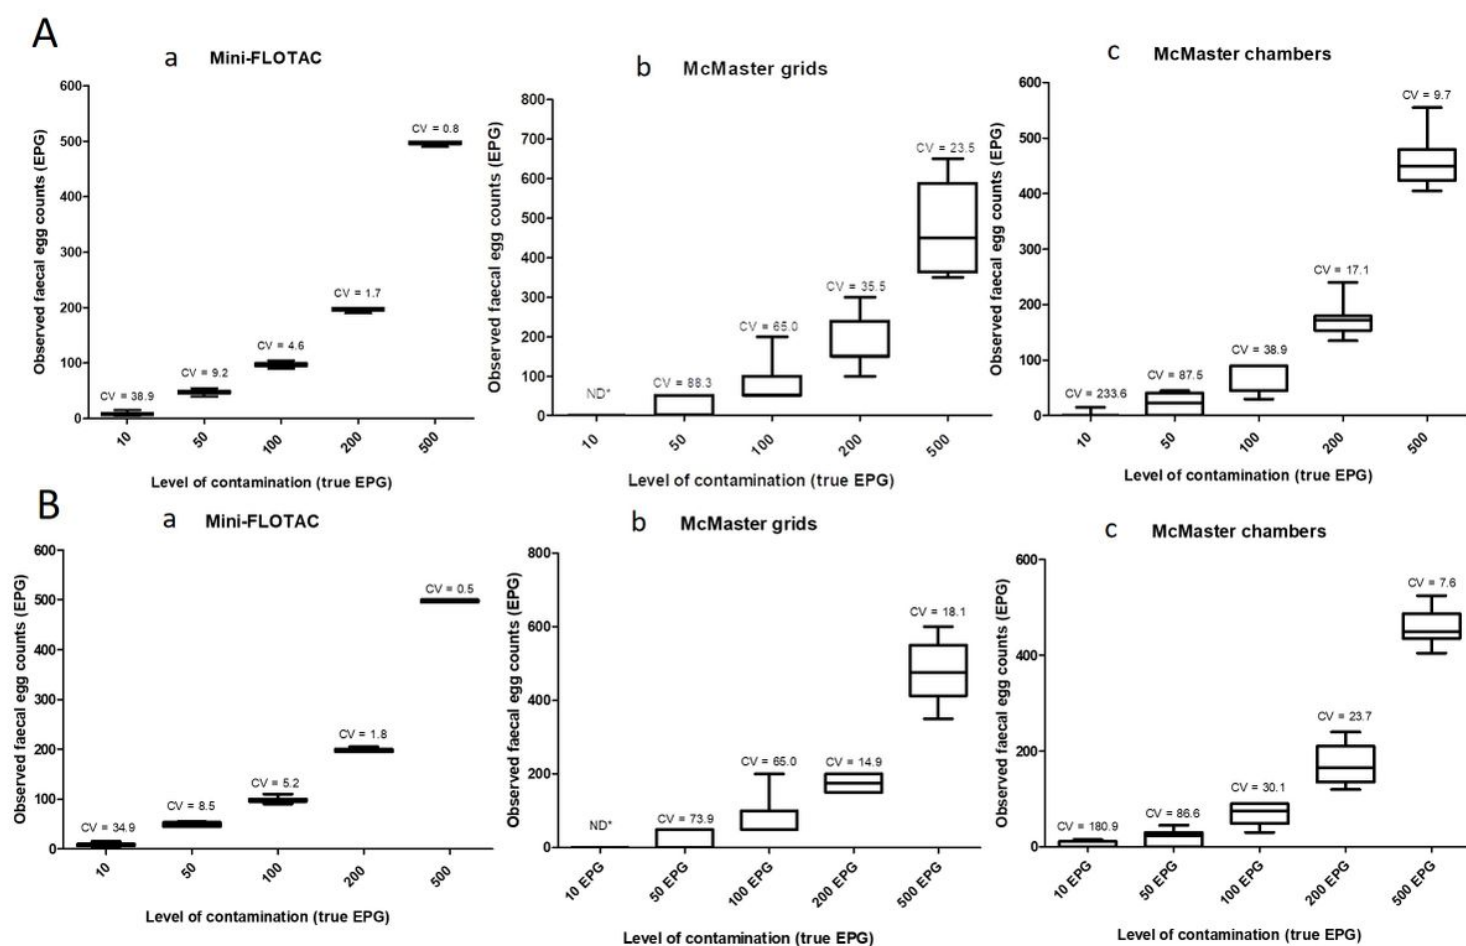 A
a Mini-FLOTAC
Observed faecal egg counts (EPG)
600
500
400
300
200
100
0
CV = 38.9
CV = 9.2
CV = 4.6
CV = 1.7
CV = 0.8
10 50 100 200 500
Level of contamination (true EPG)
b McMaster grids
Observed faecal egg counts (EPG)
800
700
600
500
400
300
200
100
0
ND*
CV = 88.3
CV = 65.0
CV = 35.5
CV = 23.5
10 50 100 200 500
Level of contamination (true EPG)
c McMaster chambers
Observed faecal egg counts (EPG)
600
500
400
300
200
100
0
CV = 233.6
CV = 87.5
CV = 38.9
CV = 17.1
CV = 9.7
10 50 100 200 500
Level of contamination (true EPG)
B
a Mini-FLOTAC
Observed faecal egg counts (EPG)
600
500
400
300
200
100
0
CV = 34.9
CV = 8.5
CV = 5.2
CV = 1.8
CV = 0.5
10 50 100 200 500
Level of contamination (true EPG)
b McMaster grids
Observed faecal egg counts (EPG)
800
600
400
200
0
ND*
CV = 73.9
CV = 65.0
CV = 14.9
CV = 18.1
10 EPG 50 EPG 100 EPG 200 EPG 500 EPG
Level of contamination (true EPG)
c McMaster chambers
Observed faecal egg counts (EPG)
600
400
200
0
CV = 180.9
CV = 86.6
CV = 30.1
CV = 23.7
CV = 7.6
10 EPG 50 EPG 100 EPG 200 EPG 500 EPG
Level of contamination (true EPG)